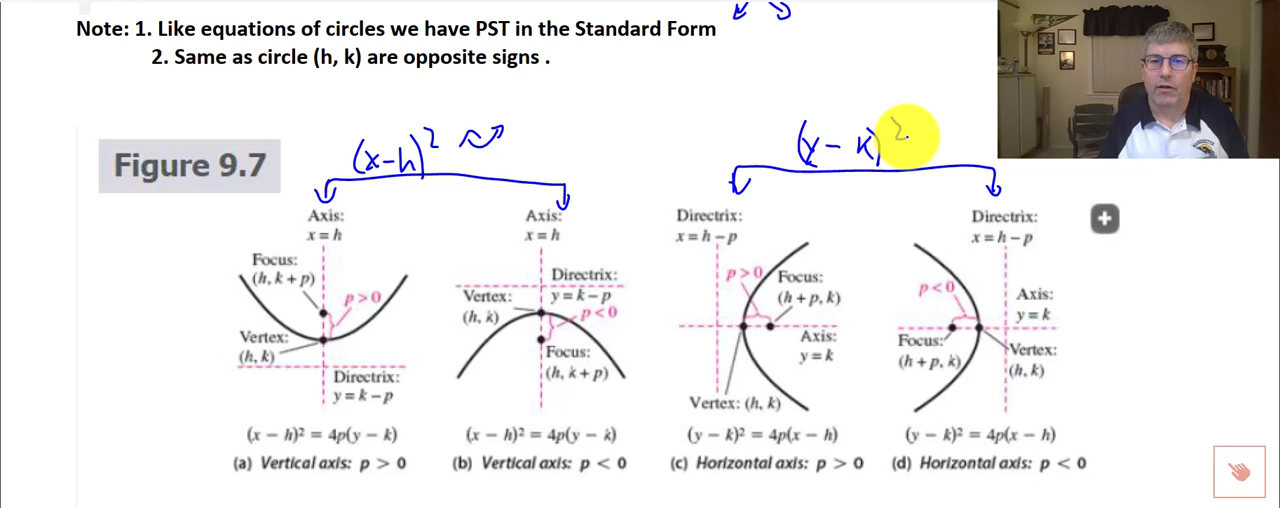 Note: 1. Like equations of circles we have PST in the Standard Form
2. Same as circle (h, k) are opposite signs .
Figure 9.7
(x-h)²
(y-k)²
Axis:
x = h
Focus:
(h, k + p)
p > 0
Vertex:
(h, k)
Directrix:
y = k − p
(x − h)² = 4p(y − k)
(a) Vertical axis: p > 0
Axis:
x = h
Directrix:
y = k − p
Vertex:
(h, k)
p < 0
Focus:
(h, k + p)
(x − h)² = 4p(y − k)
(b) Vertical axis: p < 0
Directrix:
x = h − p
p > 0
Focus:
(h + p, k)
Axis:
y = k
Vertex: (h, k)
(y − k)² = 4p(x − h)
(c) Horizontal axis: p > 0
Directrix:
x = h − p
p < 0
Axis:
y = k
Focus:
(h + p, k)
Vertex:
(h, k)
(y − k)² = 4p(x − h)
(d) Horizontal axis: p < 0